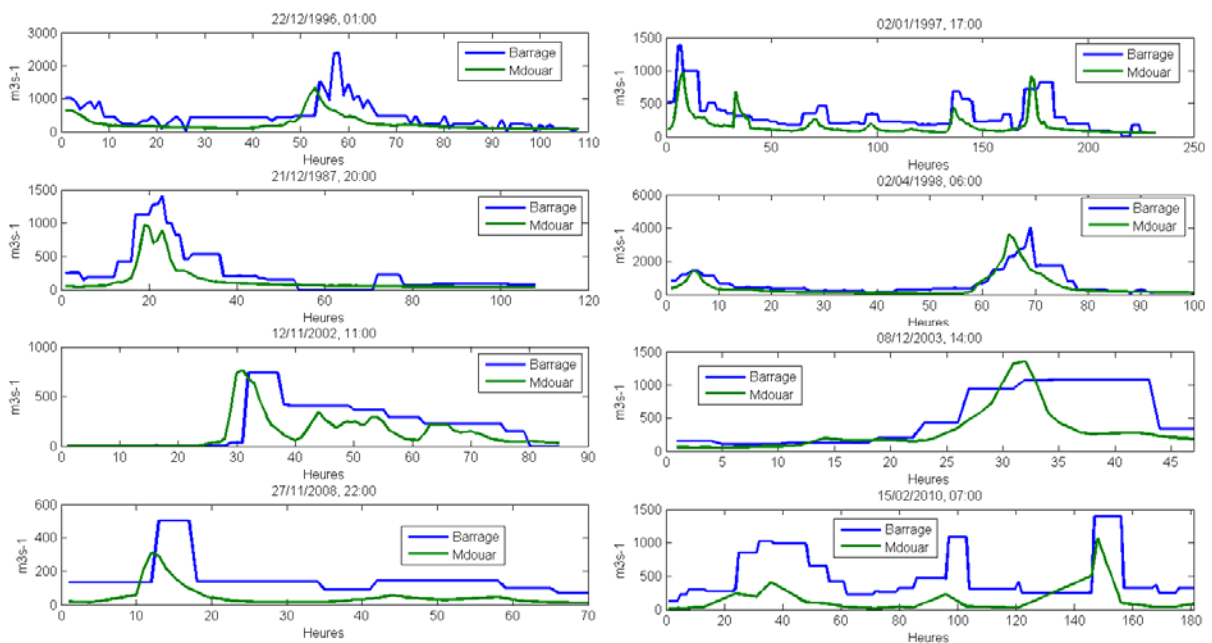 22/12/1996, 01:00
3000
2000
1000
0
m3s-1
Barrage
Mdouar
0 10 20 30 40 50 60 70 80 90 100 110
Heures
02/01/1997, 17:00
1500
1000
500
0
m3s-1
Barrage
Mdouar
0 50 100 150 200 250
Heures
21/12/1987, 20:00
1500
1000
500
0
m3s-1
Barrage
Mdouar
0 20 40 60 80 100 120
Heures
02/04/1998, 06:00
6000
4000
2000
0
m3s-1
Barrage
Mdouar
0 10 20 30 40 50 60 70 80 90 100
Heures
12/11/2002, 11:00
1000
500
0
m3s-1
Barrage
Mdouar
0 10 20 30 40 50 60 70 80 90
Heures
08/12/2003, 14:00
1500
1000
500
0
m3s-1
Barrage
Mdouar
0 5 10 15 20 25 30 35 40 45
Heures
27/11/2008, 22:00
600
400
200
0
m3s-1
Barrage
Mdouar
0 10 20 30 40 50 60 70
Heures
15/02/2010, 07:00
1500
1000
500
0
m3s-1
Barrage
Mdouar
0 20 40 60 80 100 120 140 160 180
Heures